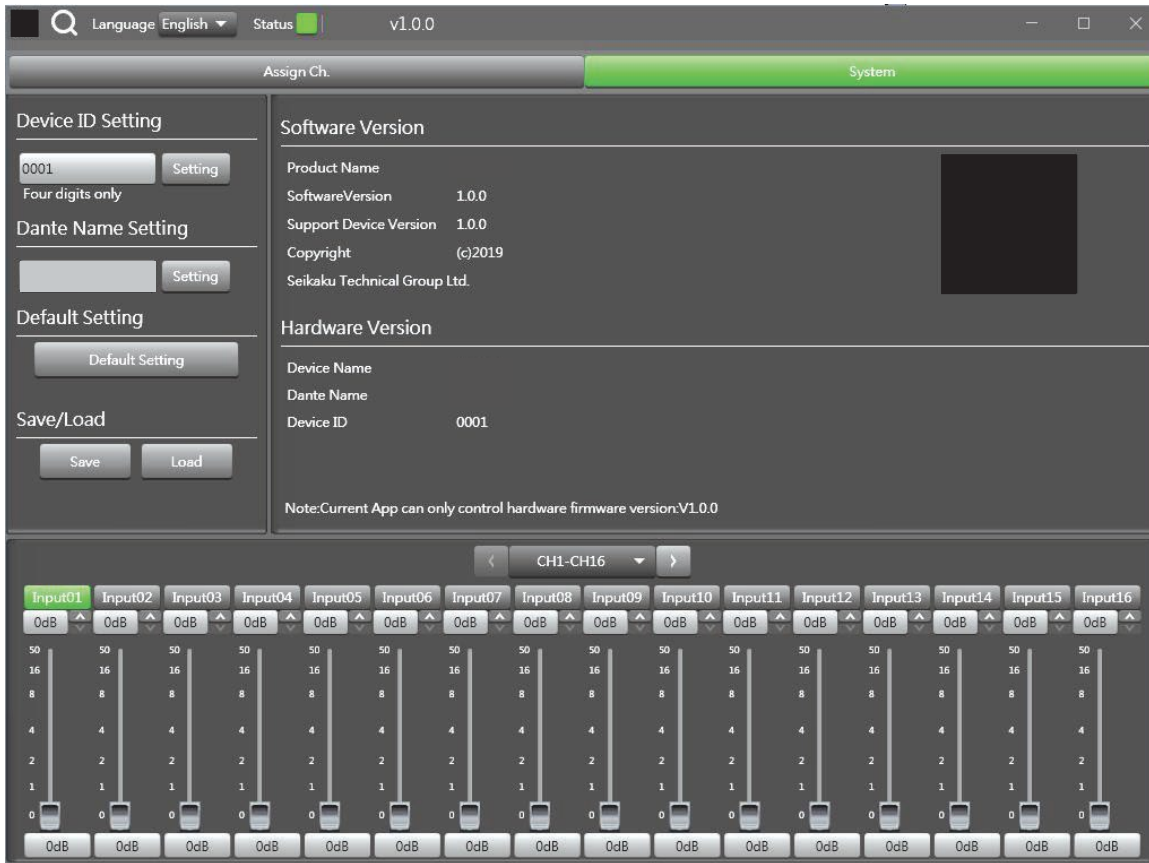 Language English Status v1.0.0
Assign Ch. System
Device ID Setting
0001 Setting
Four digits only
Dante Name Setting
Setting
Default Setting
Default Setting
Save/Load
Save Load
Software Version
Product Name
SoftwareVersion 1.0.0
Support Device Version 1.0.0
Copyright (c)2019
Seikaku Technical Group Ltd.
Hardware Version
Device Name
Dante Name
Device ID 0001
Note:Current App can only control hardware firmware version:V1.0.0
CH1-CH16
Input01 Input02 Input03 Input04 Input05 Input06 Input07 Input08 Input09 Input10 Input11 Input12 Input13 Input14 Input15 Input16
0dB 0dB 0dB 0dB 0dB 0dB 0dB 0dB 0dB 0dB 0dB 0dB 0dB 0dB 0dB 0dB
50 50 50 50 50 50 50 50 50 50 50 50 50 50 50 50
16 16 16 16 16 16 16 16 16 16 16 16 16 16 16 16
8 8 8 8 8 8 8 8 8 8 8 8 8 8 8 8
4 4 4 4 4 4 4 4 4 4 4 4 4 4 4 4
2 2 2 2 2 2 2 2 2 2 2 2 2 2 2 2
1 1 1 1 1 1 1 1 1 1 1 1 1 1 1 1
0 0 0 0 0 0 0 0 0 0 0 0 0 0 0 0
0dB 0dB 0dB 0dB 0dB 0dB 0dB 0dB 0dB 0dB 0dB 0dB 0dB 0dB 0dB 0dB